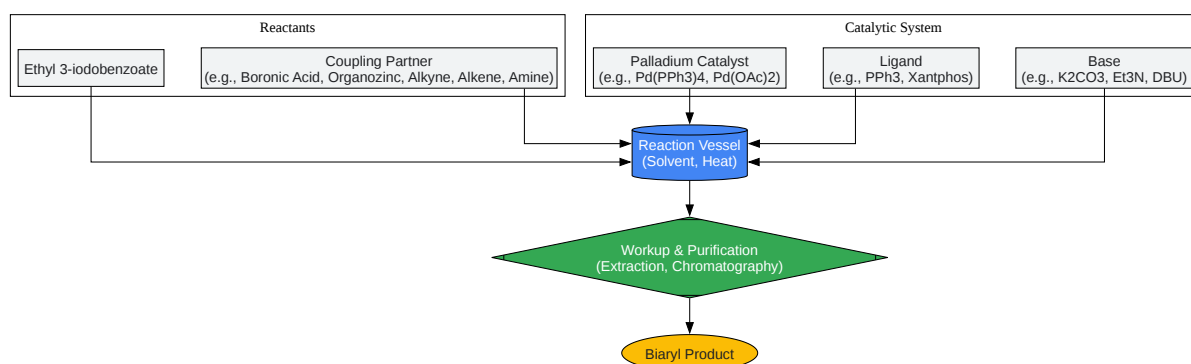 Reactants
Catalytic System
Ethyl 3-iodobenzoate
Coupling Partner
(e.g., Boronic Acid, Organozinc, Alkyne, Alkene, Amine)
Palladium Catalyst
(e.g., Pd(PPh3)4, Pd(OAc)2)
Ligand
(e.g., PPh3, Xantphos)
Base
(e.g., K2CO3, Et3N, DBU)
Reaction Vessel
(Solvent, Heat)
Workup & Purification
(Extraction, Chromatography)
Biaryl Product